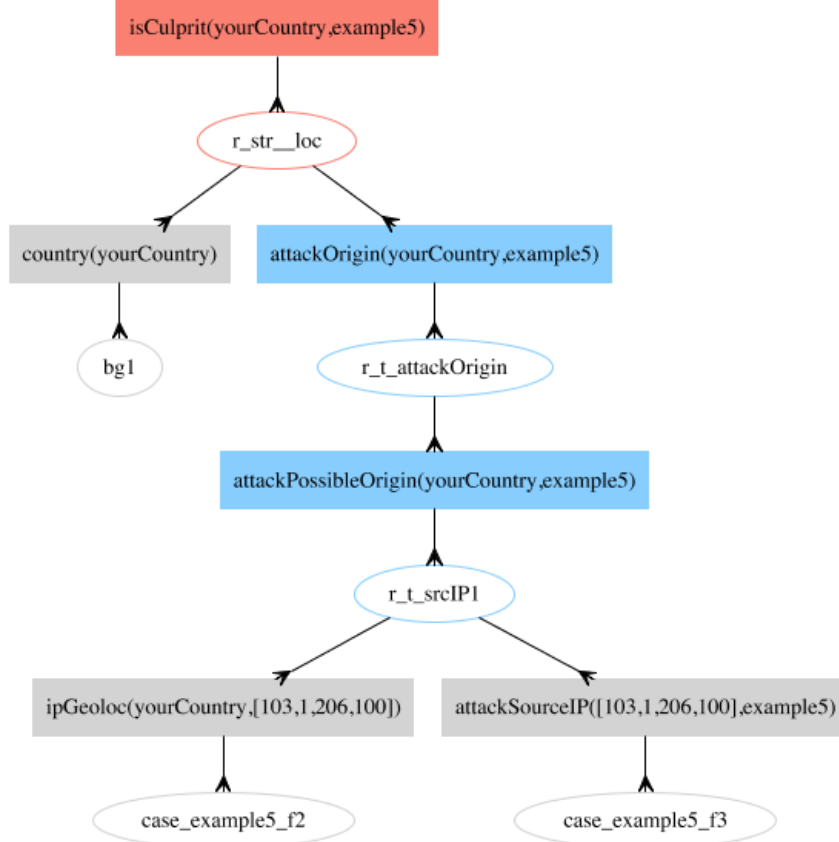 isCulprit(yourCountry,example5)
r_str__loc
country(yourCountry)
attackOrigin(yourCountry,example5)
bg1
r_t_attackOrigin
attackPossibleOrigin(yourCountry,example5)
r_t_srcIP1
ipGeoloc(yourCountry,[103,1,206,100])
attackSourceIP([103,1,206,100],example5)
case_example5_f2
case_example5_f3